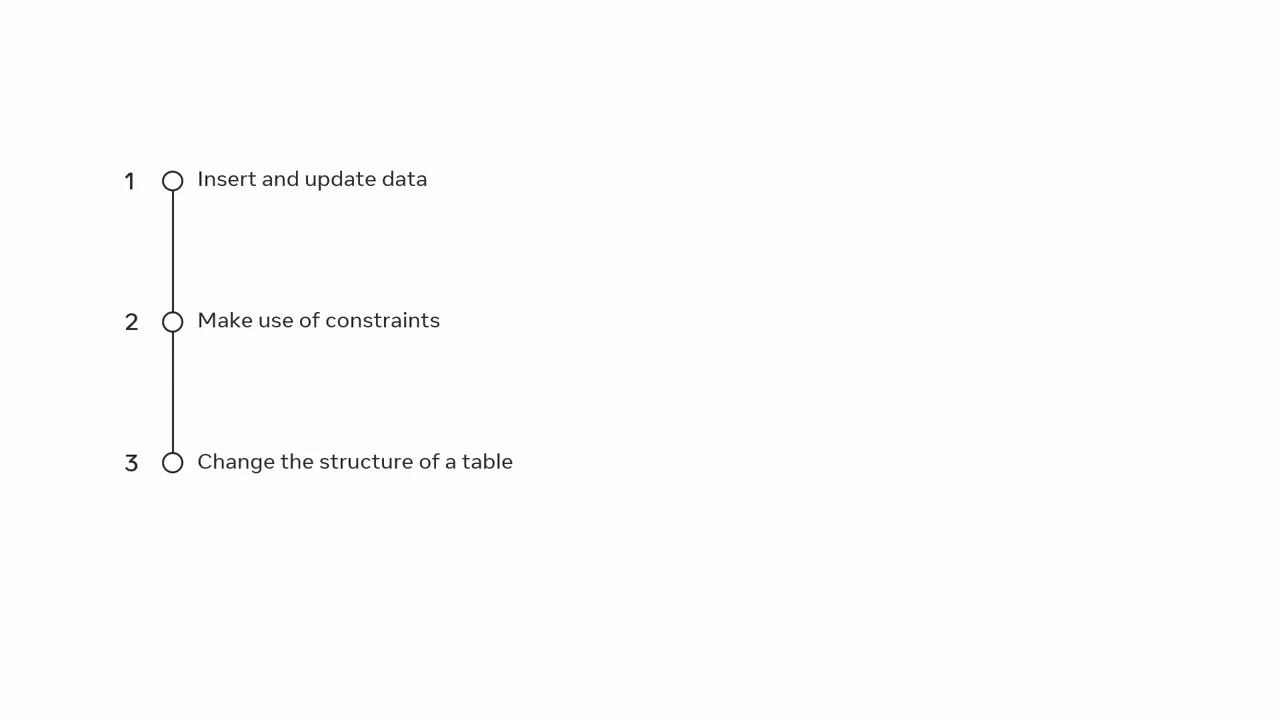 1 Insert and update data
2 Make use of constraints
3 Change the structure of a table